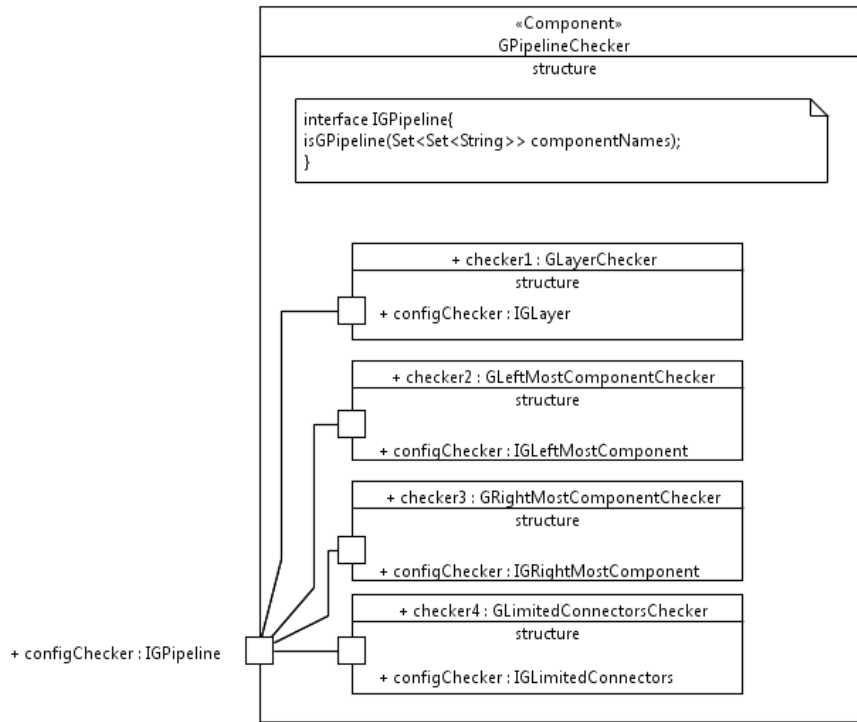 «Component»
GPipelineChecker
structure
interface IGPipeline{
isGPipeline(Set<Set<String>> componentNames);
}
+ checker1 : GLayerChecker
structure
+ configChecker : IGLayer
+ checker2 : GLeftMostComponentChecker
structure
+ configChecker : IGLeftMostComponent
+ checker3 : GRightMostComponentChecker
structure
+ configChecker : IGRightMostComponent
+ checker4 : GLimitedConnectorsChecker
structure
+ configChecker : IGPipeline
+ configChecker : IGLimitedConnectors